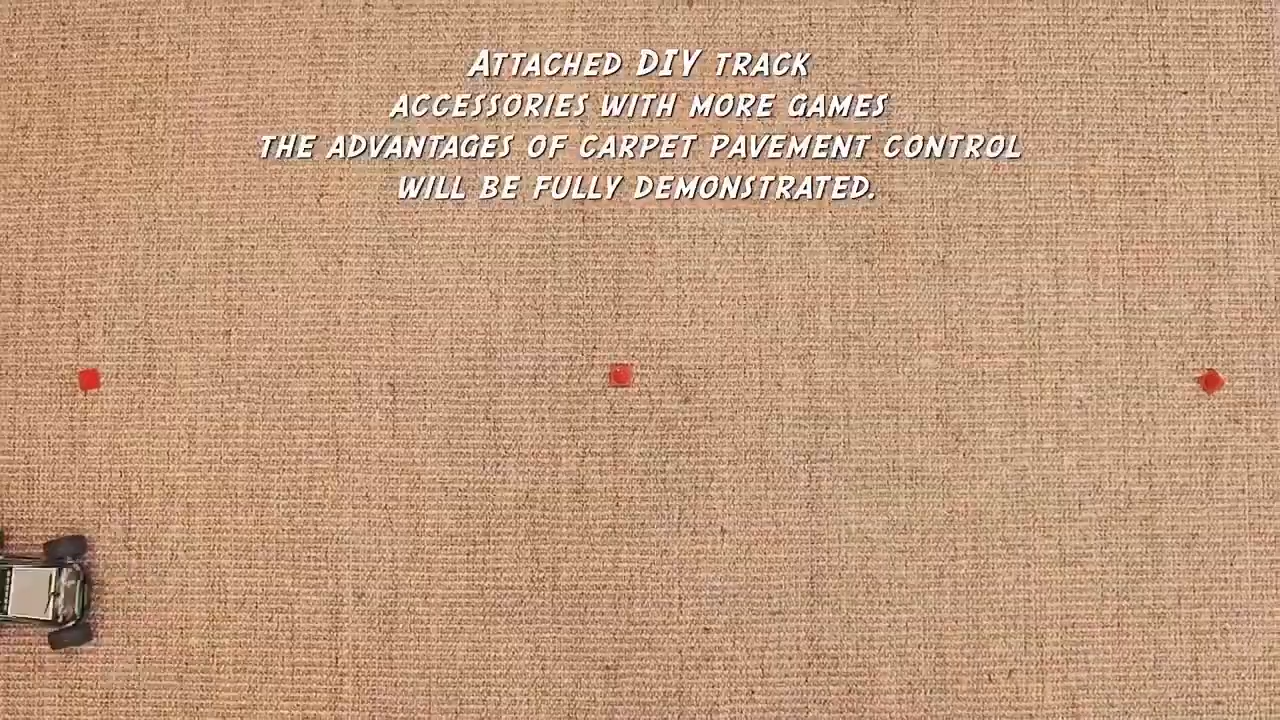 Attached DIY track
accessories with more games
the advantages of carpet pavement control
will be fully demonstrated.